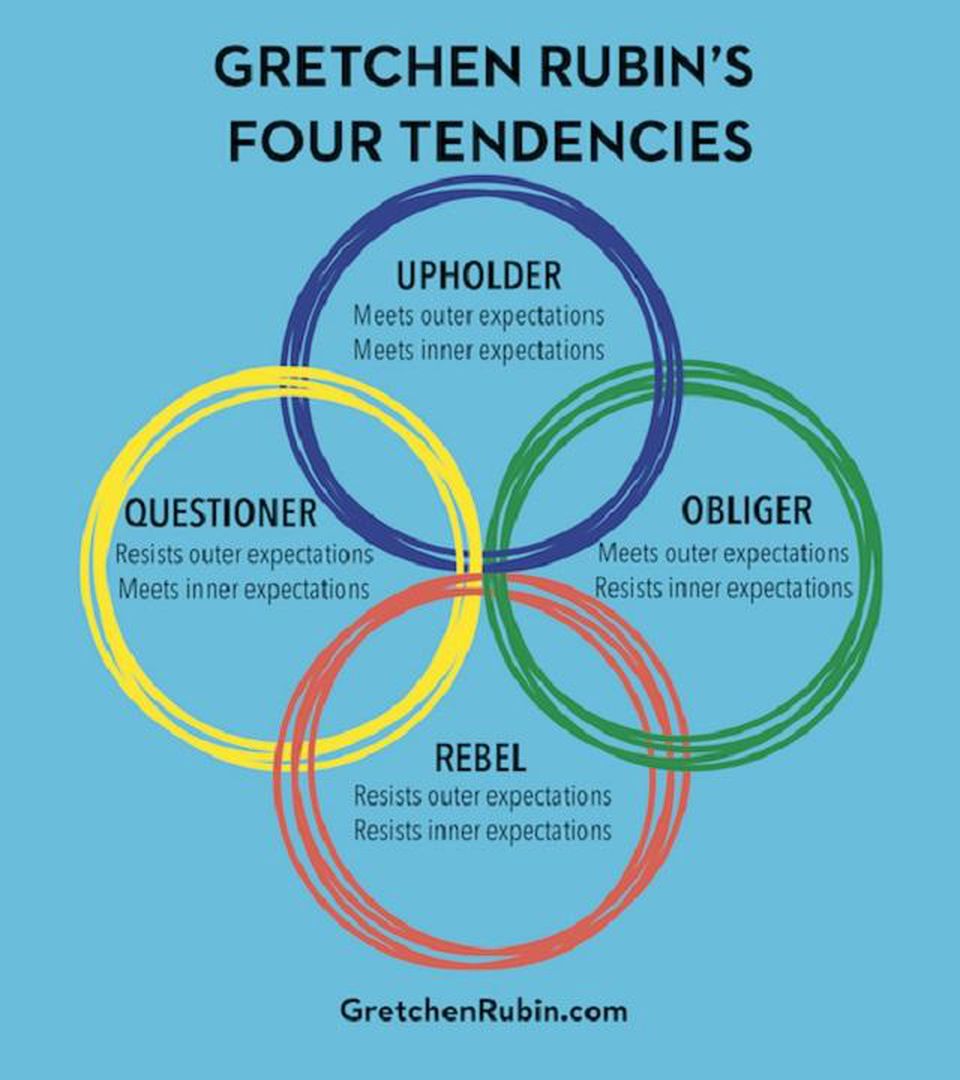 GRETCHEN RUBIN’S
FOUR TENDENCIES
UPHOLDER
Meets outer expectations
Meets inner expectations
QUESTIONER
Resists outer expectations
Meets inner expectations
OBLIGER
Meets outer expectations
Resists inner expectations
REBEL
Resists outer expectations
Resists inner expectations
GretchenRubin.com